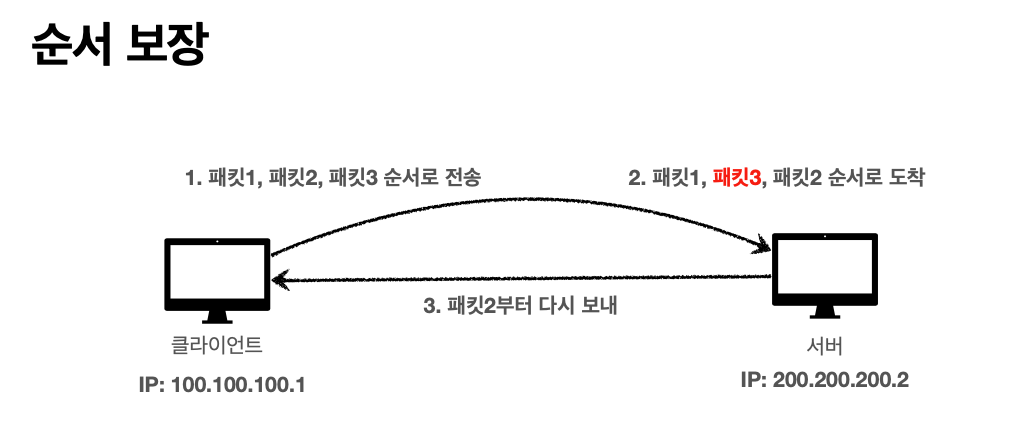 순서 보장
1. 패킷1, 패킷2, 패킷3 순서로 전송
2. 패킷1, 패킷3, 패킷2 순서로 도착
3. 패킷2부터 다시 보내
클라이언트
서버
IP: 100.100.100.1
IP: 200.200.200.2